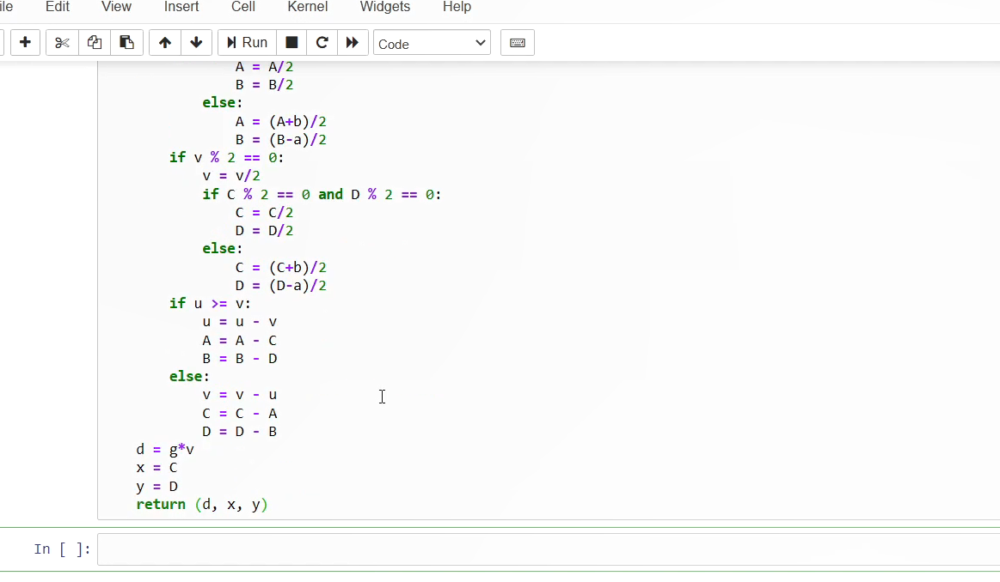 ile Edit View Insert Cell Kernel Widgets Help
Run Code
A = A/2
B = B/2
else:
A = (A+b)/2
B = (B-a)/2
if v % 2 == 0:
v = v/2
if C % 2 == 0 and D % 2 == 0:
C = C/2
D = D/2
else:
C = (C+b)/2
D = (D-a)/2
if u >= v:
u = u - v
A = A - C
B = B - D
else:
v = v - u
C = C - A
D = D - B
d = g*v
x = C
y = D
return (d, x, y)
In [ ]: